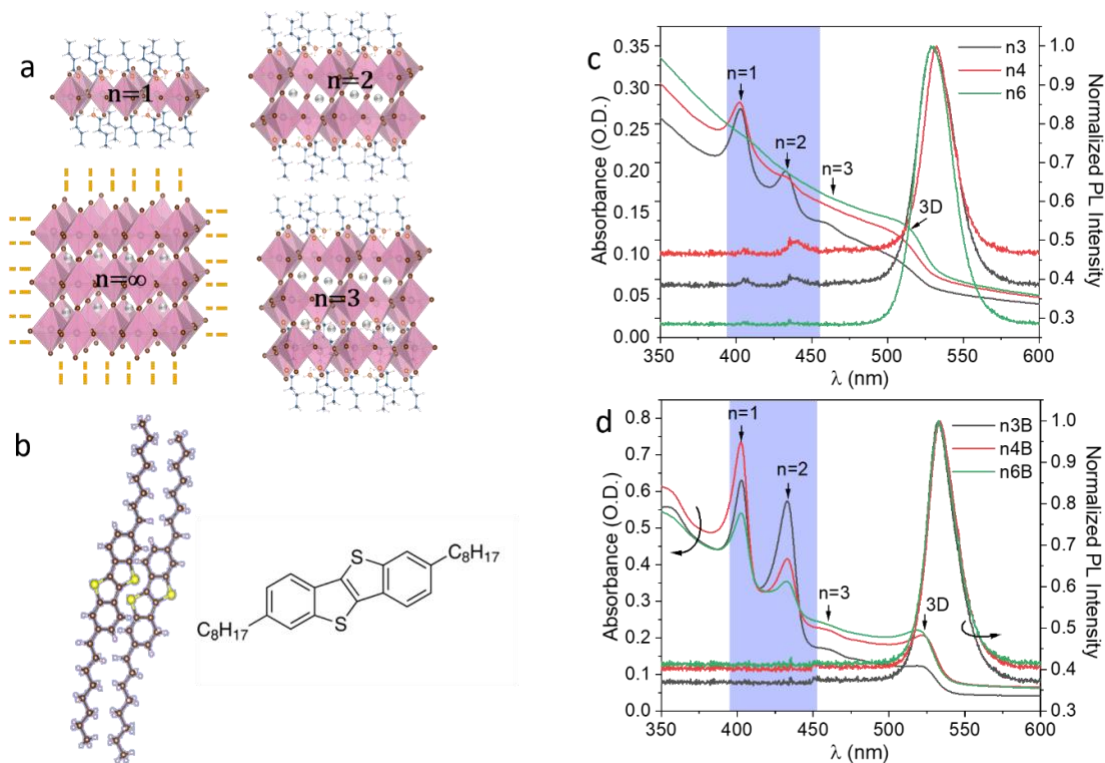 a
n=1
n=2
n=∞
n=3
b
C₈H₁₇
S
S
C₈H₁₇
c
n3
n4
n6
n=1
n=2
n=3
3D
Absorbance (O.D.)
0.35
0.30
0.25
0.20
0.15
0.10
0.05
0.00
Normalized PL Intensity
1.0
0.9
0.8
0.7
0.6
0.5
0.4
0.3
350 400 450 500 550 600
λ (nm)
d
n3B
n4B
n6B
n=1
n=2
n=3
3D
Absorbance (O.D.)
0.8
0.7
0.6
0.5
0.4
0.3
0.2
0.1
0.0
Normalized PL Intensity
1.0
0.9
0.8
0.7
0.6
0.5
0.4
0.3
350 400 450 500 550 600
λ (nm)